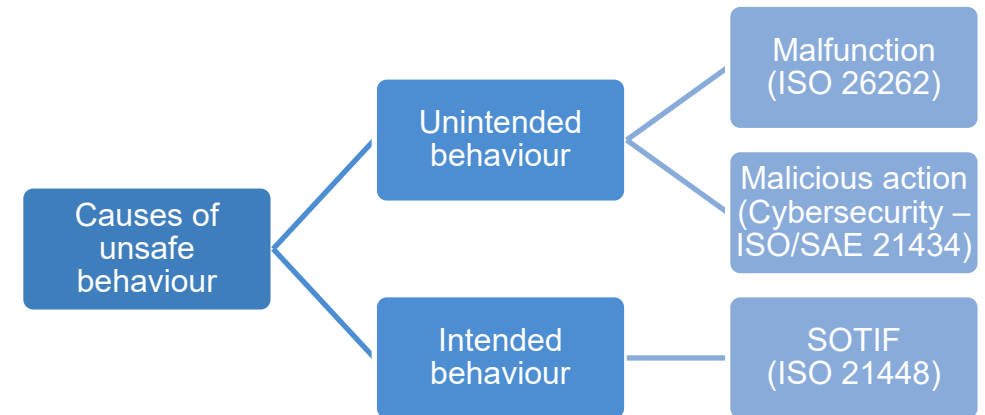 Causes of
unsafe
behaviour
Unintended
behaviour
Intended
behaviour
Malfunction
(ISO 26262)
Malicious action
(Cybersecurity –
ISO/SAE 21434)
SOTIF
(ISO 21448)